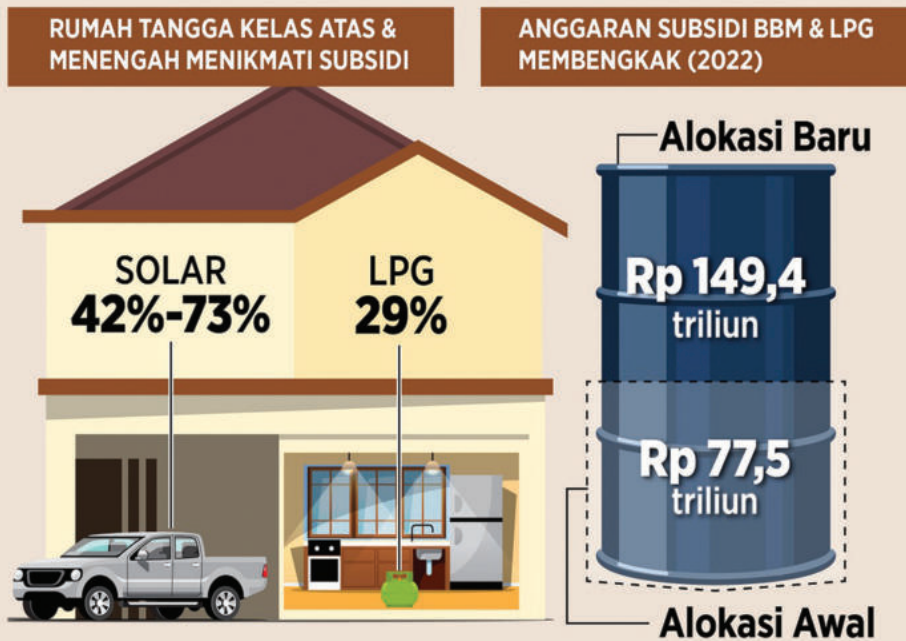 RUMAH TANGGA KELAS ATAS &
MENENGAH MENIKMATI SUBSIDI
SOLAR
42%-73%
LPG
29%
ANGGARAN SUBSIDI BBM & LPG
MEMBENGKAK (2022)
Alokasi Baru
Rp 149,4
triliun
Rp 77,5
triliun
Alokasi Awal